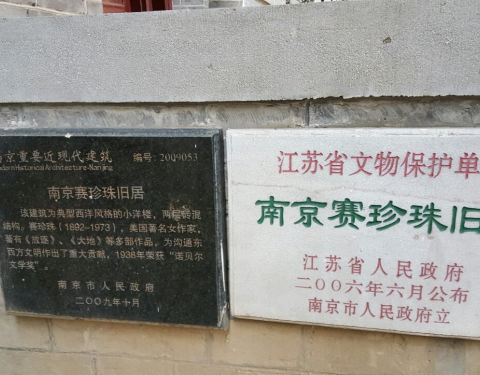 南京重要近现代建筑 编号：2009053
Modern Historical Architecture·Nanjing
南京赛珍珠旧居
该建筑为典型西洋风格的小洋楼，两层砖混
结构。赛珍珠（1892-1973），美国著名女作家，
著有《放逐》、《大地》等多部作品，为沟通东
西方文明作出了重大贡献，1938年荣获“诺贝尔
文学奖”
南京市人民政府
二〇〇九年十月
江苏省文物保护单
南京赛珍珠旧
江苏省人民政府
二〇〇六年六月公布
南京市人民政府立